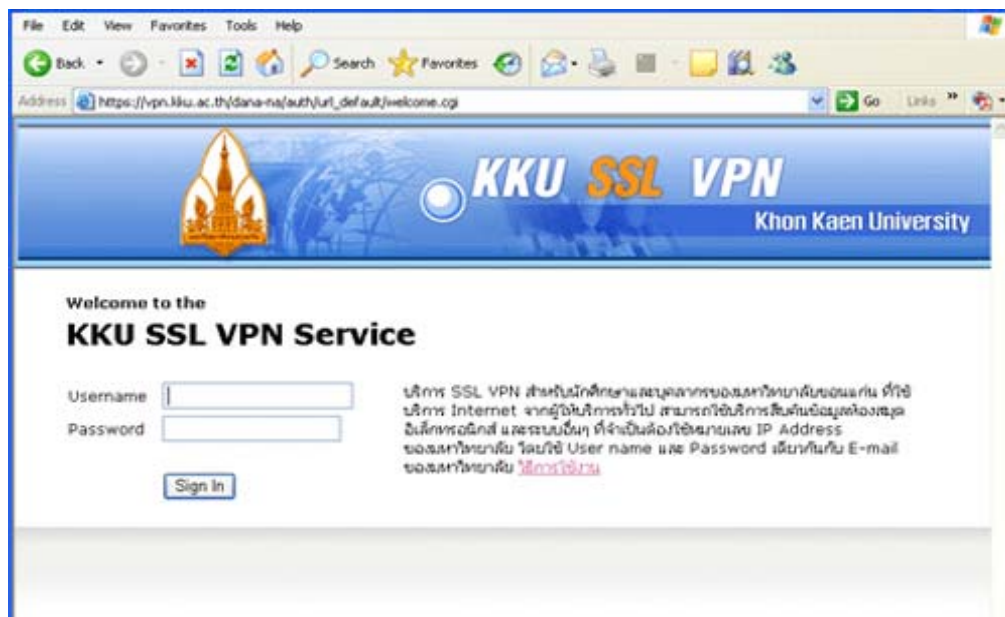 File Edit View Favorites Tools Help
Back Search Favorites
Address https://vpn.kku.ac.th/dana-na/auth/url_default/welcome.cgi Go Links
KKU SSL VPN
Khon Kaen University
Welcome to the
KKU SSL VPN Service
Username
Password
Sign In
บริการ SSL VPN สำหรับนักศึกษาและบุคลากรของมหาวิทยาลัยขอนแก่น ที่ใช้
บริการ Internet จากผู้ให้บริการทั่วไป สามารถใช้บริการสืบค้นข้อมูลห้องสมุด
อิเล็กทรอนิกส์ และระบบอื่นๆ ที่จำเป็นต้องใช้หมายเลข IP Address
ของมหาวิทยาลัย โดยใช้ User name และ Password เดียวกันกับ E-mail
ของมหาวิทยาลัย วิธีการใช้งาน